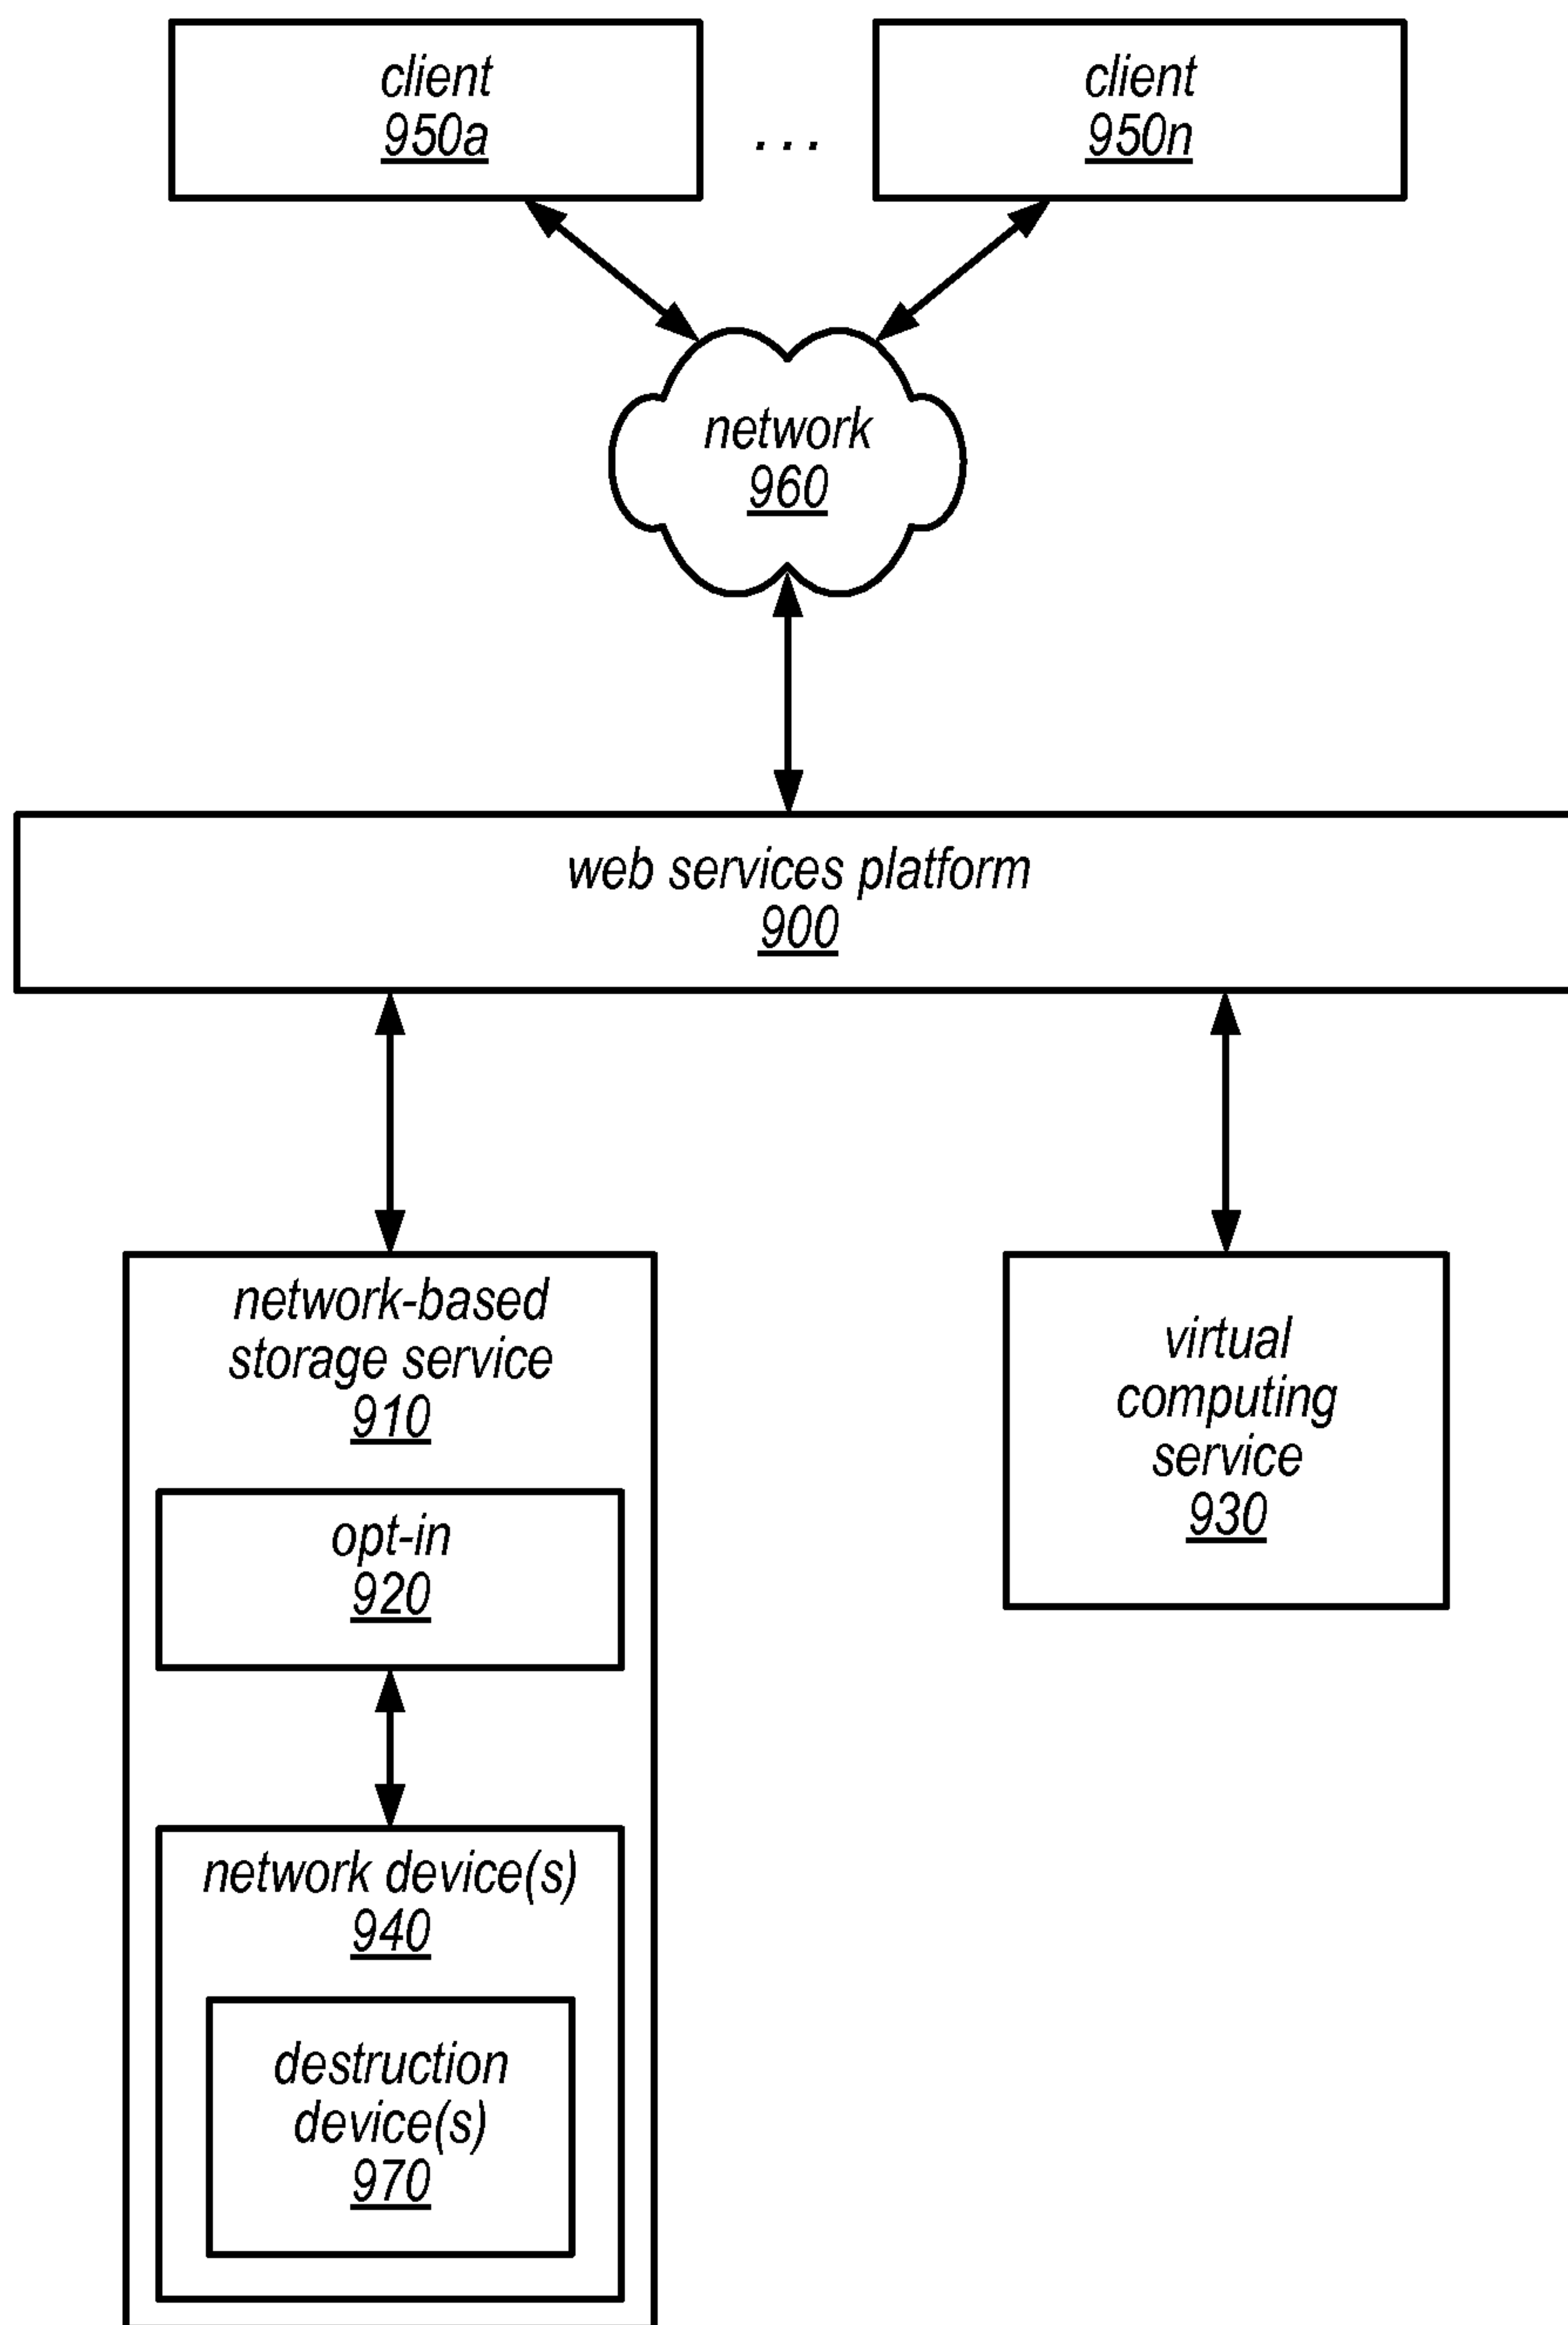 client
950a
...
client
950n
network
960
web services platform
900
network-based
storage service
910
opt-in
920
network device(s)
940
destruction
device(s)
970
virtual
computing
service
930